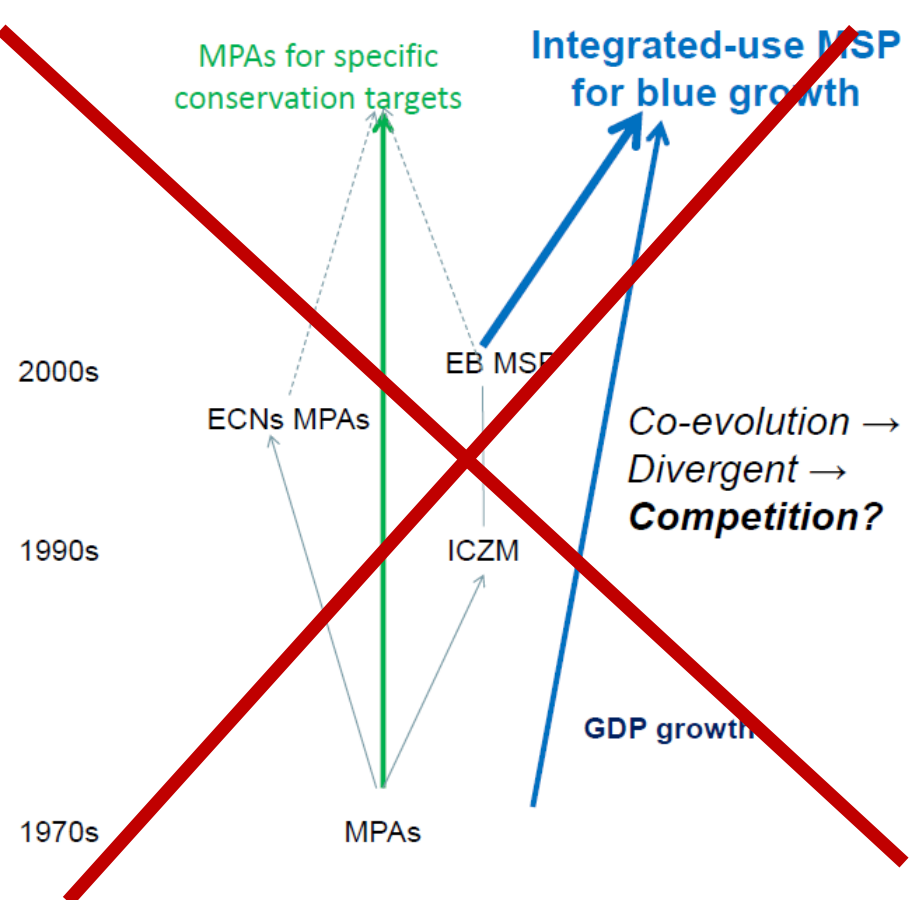 MPAs for specific
conservation targets
Integrated-use MSP
for blue growth
2000s
EB MSP
ECNs MPAs
Co-evolution →
Divergent →
Competition?
1990s
ICZM
GDP growth
1970s
MPAs